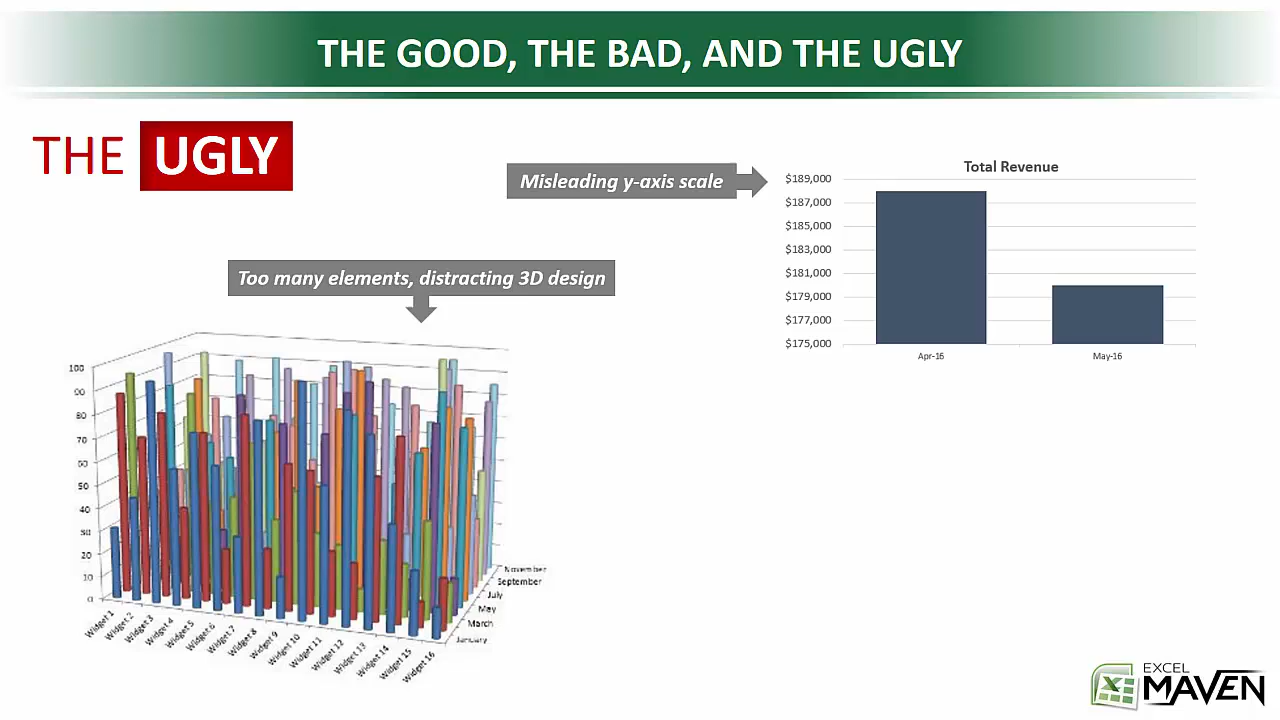 THE GOOD, THE BAD, AND THE UGLY
THE UGLY
Misleading y-axis scale
Total Revenue
$189,000
$187,000
$185,000
$183,000
$181,000
$179,000
$177,000
$175,000
Apr-16
May-16
Too many elements, distracting 3D design
100
90
80
70
60
50
40
30
20
10
0
Widget 1
Widget 2
Widget 3
Widget 4
Widget 5
Widget 6
Widget 7
Widget 8
Widget 9
Widget 10
Widget 11
Widget 12
Widget 13
Widget 14
Widget 15
Widget 16
November
September
July
May
March
January
EXCEL
MAVEN